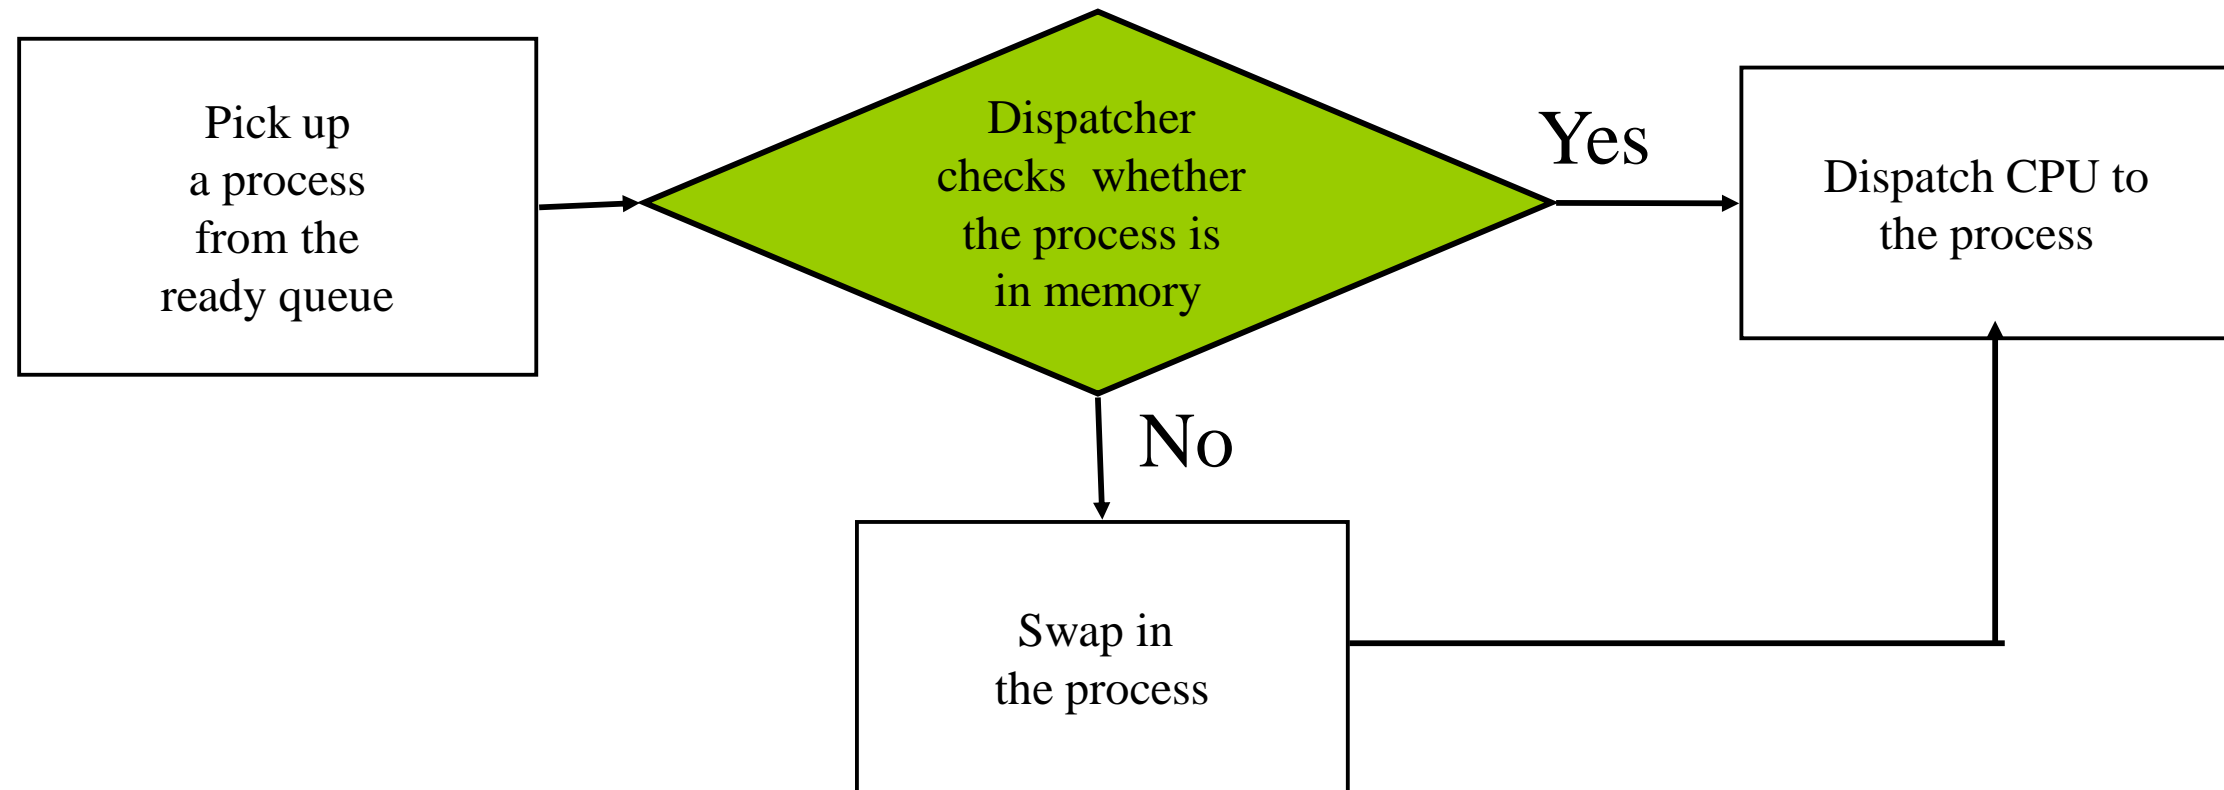 Pick up
a process
from the
ready queue
Dispatcher
checks whether
the process is
in memory
Yes
Dispatch CPU to
the process
No
Swap in
the process